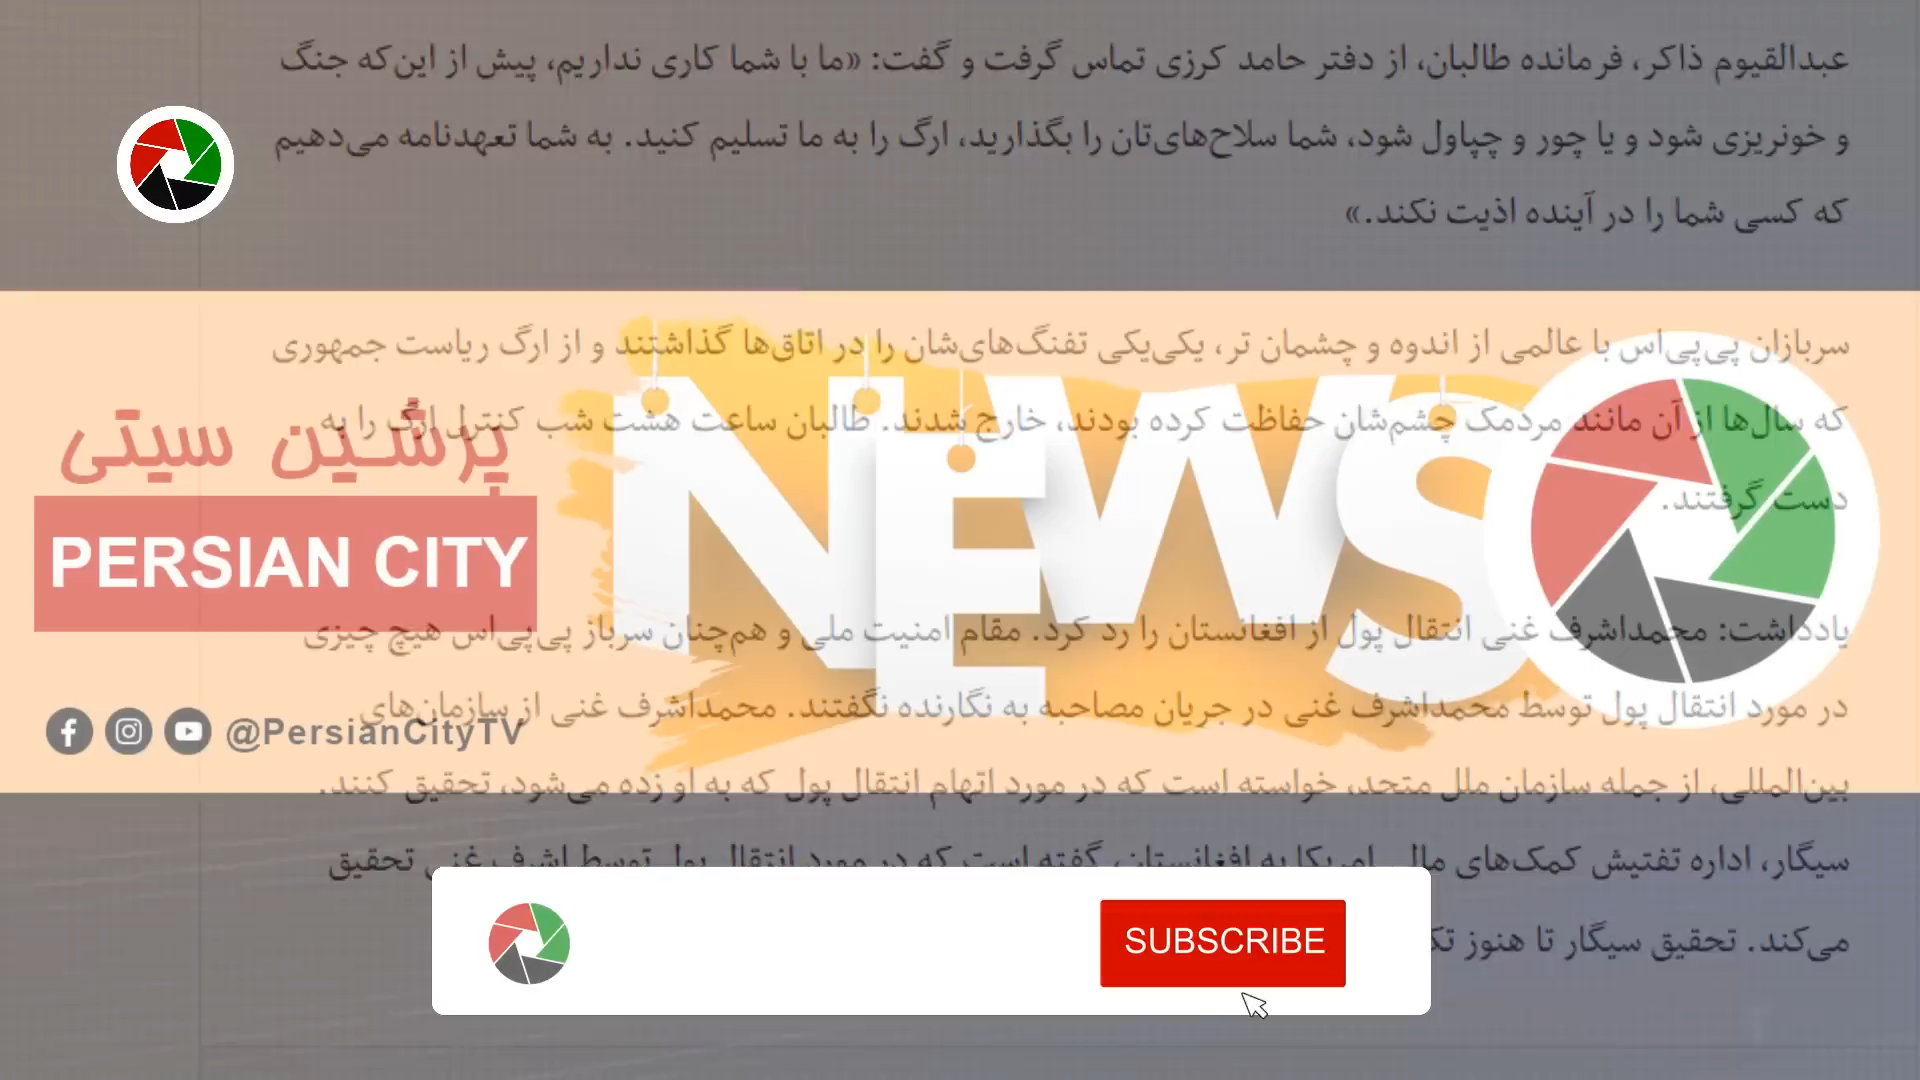 عبدالقیوم ذاکر، فرمانده طالبان، از دفتر حامد کرزی تماس گرفت و گفت: «ما با شما کاری نداریم، پیش از این‌که جنگ
و خونریزی شود و یا چور و چپاول شود، شما سلاح‌های‌تان را بگذارید، ارگ را به ما تسلیم کنید. به شما تعهدنامه می‌دهیم
که کسی شما را در آینده اذیت نکند.»
سربازان پی‌پی‌اس با عالمی از اندوه و چشمان تر، یکی‌یکی تفنگ‌های‌شان را در اتاق‌ها گذاشتند و از ارگ ریاست جمهوری
که سال‌ها از آن مانند مردمک چشم‌شان حفاظت کرده بودند، خارج شدند. طالبان ساعت هشت شب کنترل ارگ را به
دست گرفتند.
پرشین سیتی
PERSIAN CITY
NEWS
یادداشت: محمداشرف غنی انتقال پول از افغانستان را رد کرد. مقام امنیت ملی و هم‌چنان سرباز پی‌پی‌اس هیچ چیزی
در مورد انتقال پول توسط محمداشرف غنی در جریان مصاحبه به نگارنده نگفتند. محمداشرف غنی از سازمان‌های
@PersianCityTV
بین‌المللی، از جمله سازمان ملل متحد، خواسته است که در مورد اتهام انتقال پول که به او زده می‌شود، تحقیق کنند.
سیگار، اداره تفتیش کمک‌های مالی امریکا به افغانستان، گفته است که در مورد انتقال پول توسط اشرف غنی تحقیق
می‌کند. تحقیق سیگار تا هنوز
SUBSCRIBE